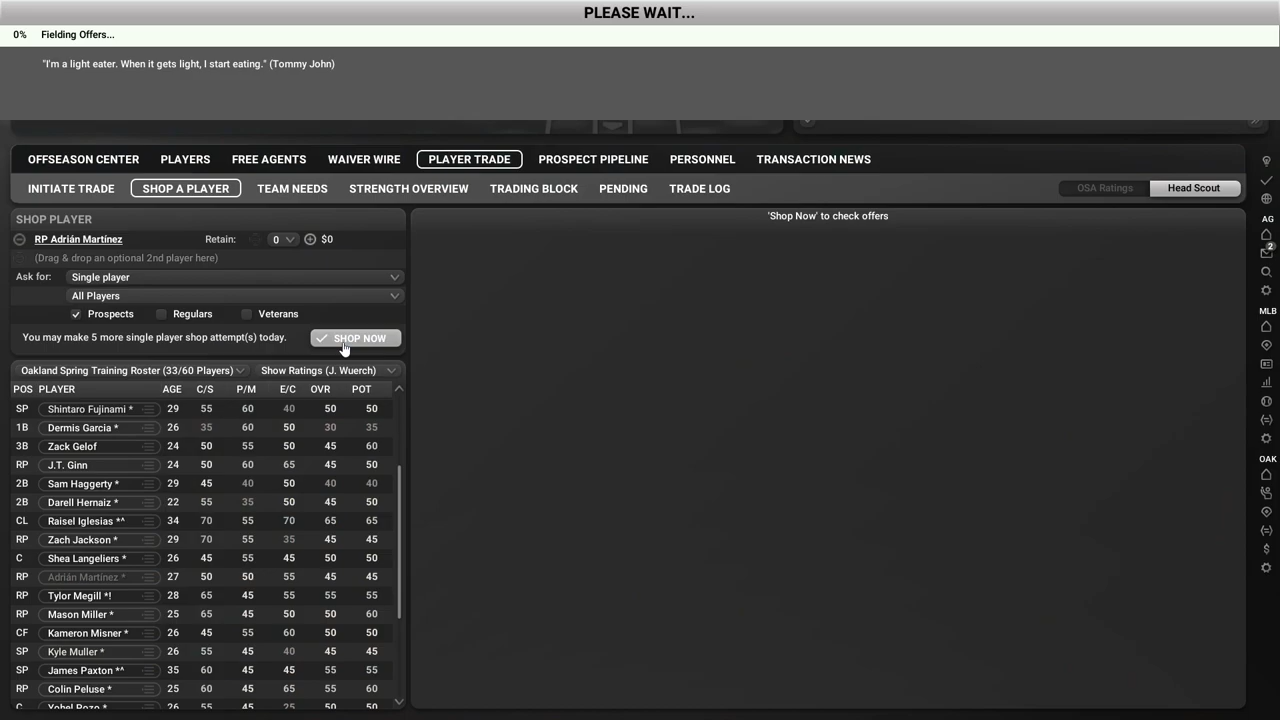 PLEASE WAIT...
0% Fielding Offers...
"I'm a light eater. When it gets light, I start eating." (Tommy John)
OFFSEASON CENTER PLAYERS FREE AGENTS WAIVER WIRE PLAYER TRADE PROSPECT PIPELINE PERSONNEL TRANSACTION NEWS
INITIATE TRADE SHOP A PLAYER TEAM NEEDS STRENGTH OVERVIEW TRADING BLOCK PENDING TRADE LOG OSA Ratings Head Scout
SHOP PLAYER
'Shop Now' to check offers
RP Adrián Martínez Retain: 0 $0
(Drag & drop an optional 2nd player here)
Ask for: Single player
All Players
Prospects Regulars Veterans
You may make 5 more single player shop attempt(s) today. SHOP NOW
Oakland Spring Training Roster (33/60 Players) Show Ratings (J. Wuerch)
POS PLAYER AGE C/S P/M E/C OVR POT
SP Shintaro Fujinami * 29 55 60 40 50 50
1B Dermis Garcia * 26 35 60 50 30 35
3B Zack Gelof 24 50 55 50 45 60
RP J.T. Ginn 24 50 60 65 45 50
2B Sam Haggerty * 29 45 40 50 40 40
2B Darell Hernaiz * 22 55 35 50 45 50
CL Raisel Iglesias *^ 34 70 55 70 65 65
RP Zach Jackson * 29 70 55 35 45 45
C Shea Langeliers * 26 45 55 45 50 50
RP Adrián Martínez * 27 50 50 55 45 45
RP Tylor Megill *! 28 65 45 45 55 55
RP Mason Miller * 25 65 45 50 50 60
CF Kameron Misner * 26 45 55 60 50 50
SP Kyle Muller * 26 55 45 40 45 50
SP James Paxton *^ 35 60 45 45 55 55
RP Colin Peluse * 25 60 45 65 55 60
C Yohel Pozo * 26 55 45 25 50 50
AG
2
MLB
OAK